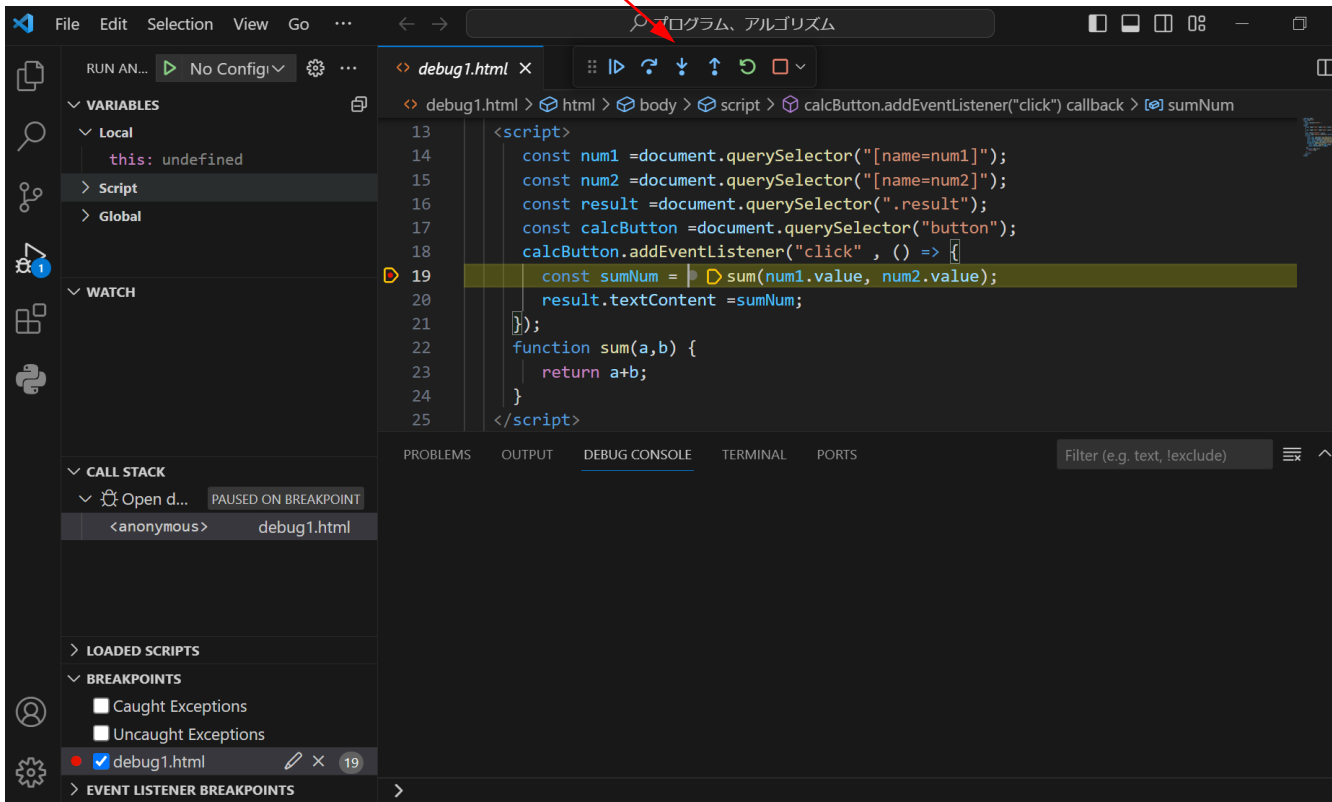 File Edit Selection View Go ···
プログラム、アルゴリズム
RUN AN... No Config
debug1.html
debug1.html > html > body > script > calcButton.addEventListener("click") callback > sumNum
VARIABLES
Local
this: undefined
Script
Global
WATCH
13 <script>
14 const num1 =document.querySelector("[name=num1]");
15 const num2 =document.querySelector("[name=num2]");
16 const result =document.querySelector(".result");
17 const calcButton =document.querySelector("button");
18 calcButton.addEventListener("click" , () => {
19 const sumNum = sum(num1.value, num2.value);
20 result.textContent =sumNum;
21 });
22 function sum(a,b) {
23 return a+b;
24 }
25 </script>
1
PROBLEMS OUTPUT DEBUG CONSOLE TERMINAL PORTS
Filter (e.g. text, !exclude)
CALL STACK
Open d... PAUSED ON BREAKPOINT
<anonymous> debug1.html
LOADED SCRIPTS
BREAKPOINTS
Caught Exceptions
Uncaught Exceptions
debug1.html 19
EVENT LISTENER BREAKPOINTS
>